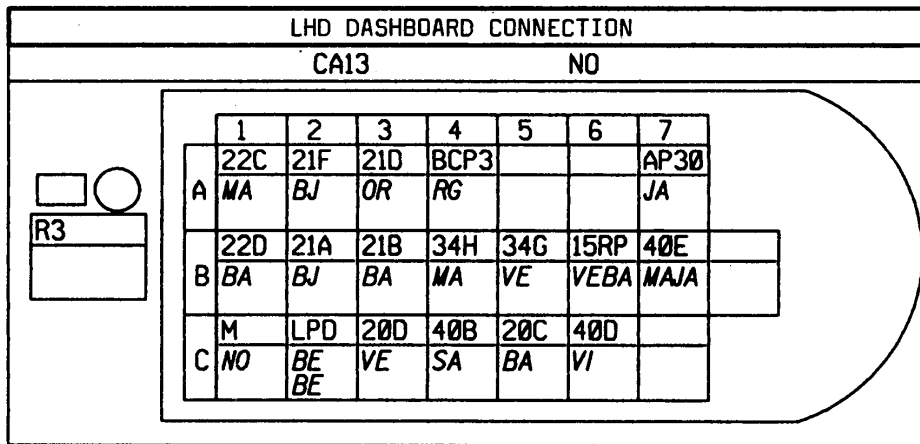 LHD DASHBOARD CONNECTION
CA13 NO
1 2 3 4 5 6 7
22C 21F 21D BCP3 AP30
A MA BJ OR RG JA
R3
22D 21A 21B 34H 34G 15RP 40E
B BA BJ BA MA VE VEBA MAJA
M LPD 20D 40B 20C 40D
C NO BE VE SA BA VI
BE